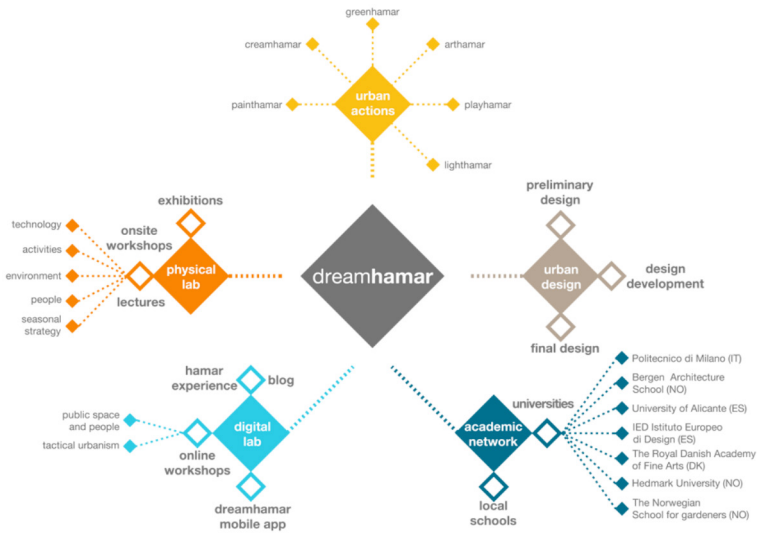 greenhamar
creamhamar
arthamar
urban
actions
painthamar
playhamar
lighthamar
exhibitions
preliminary
design
technology
onsite
workshops
activities
environment
physical
lab
people
lectures
seasonal
strategy
dreamhamar
urban
design
design
development
final design
hamar
experience
blog
public space
and people
tactical urbanism
digital
lab
online
workshops
dreamhamar
mobile app
universities
academic
network
local
schools
Politecnico di Milano (IT)
Bergen Architecture
School (NO)
University of Alicante (ES)
IED Istituto Europeo
di Design (ES)
The Royal Danish Academy
of Fine Arts (DK)
Hedmark University (NO)
The Norwegian
School for gardeners (NO)